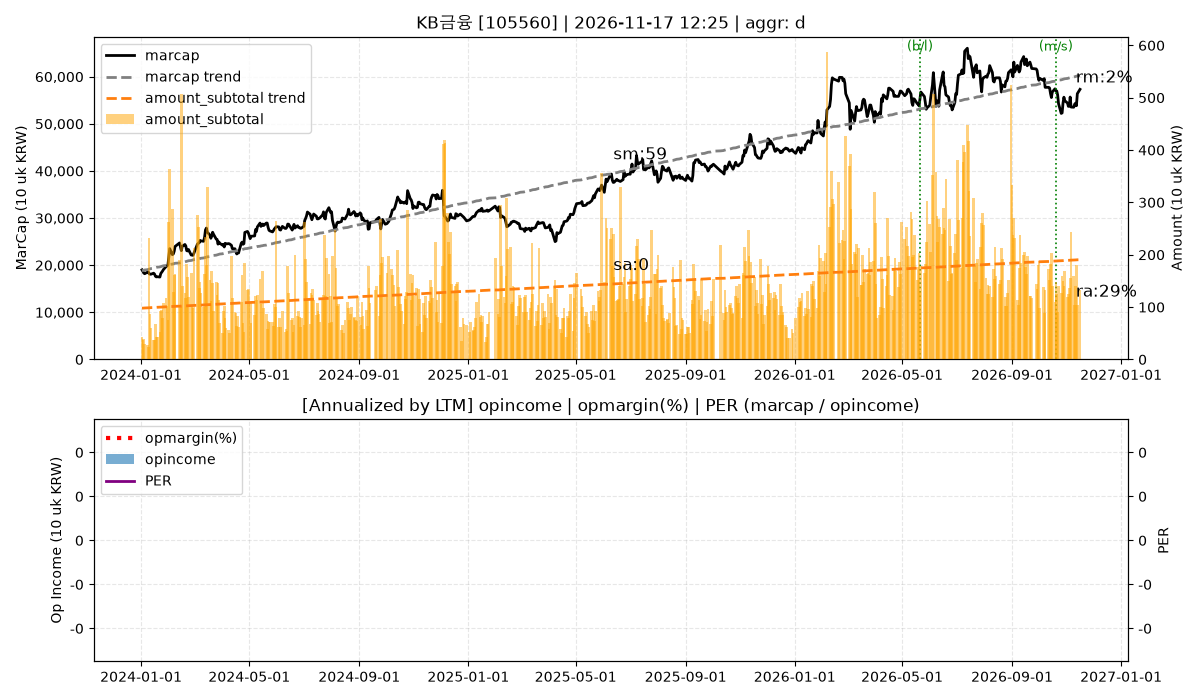 KB금융 [105560] | 2026-11-17 12:25 | aggr: d
marcap
marcap trend
amount_subtotal trend
amount_subtotal
(b/l)
(m/s)
rm:2%
sm:59
sa:0
ra:29%
MarCap (10 uk KRW)
60,000
50,000
40,000
30,000
20,000
10,000
0
Amount (10 uk KRW)
600
500
400
300
200
100
0
2024-01-01 2024-05-01 2024-09-01 2025-01-01 2025-05-01 2025-09-01 2026-01-01 2026-05-01 2026-09-01 2027-01-01
[Annualized by LTM] opincome | opmargin(%) | PER (marcap / opincome)
opmargin(%)
opincome
PER
Op Income (10 uk KRW)
0
0
0
-0
-0
PER
0
0
0
-0
-0
2024-01-01 2024-05-01 2024-09-01 2025-01-01 2025-05-01 2025-09-01 2026-01-01 2026-05-01 2026-09-01 2027-01-01